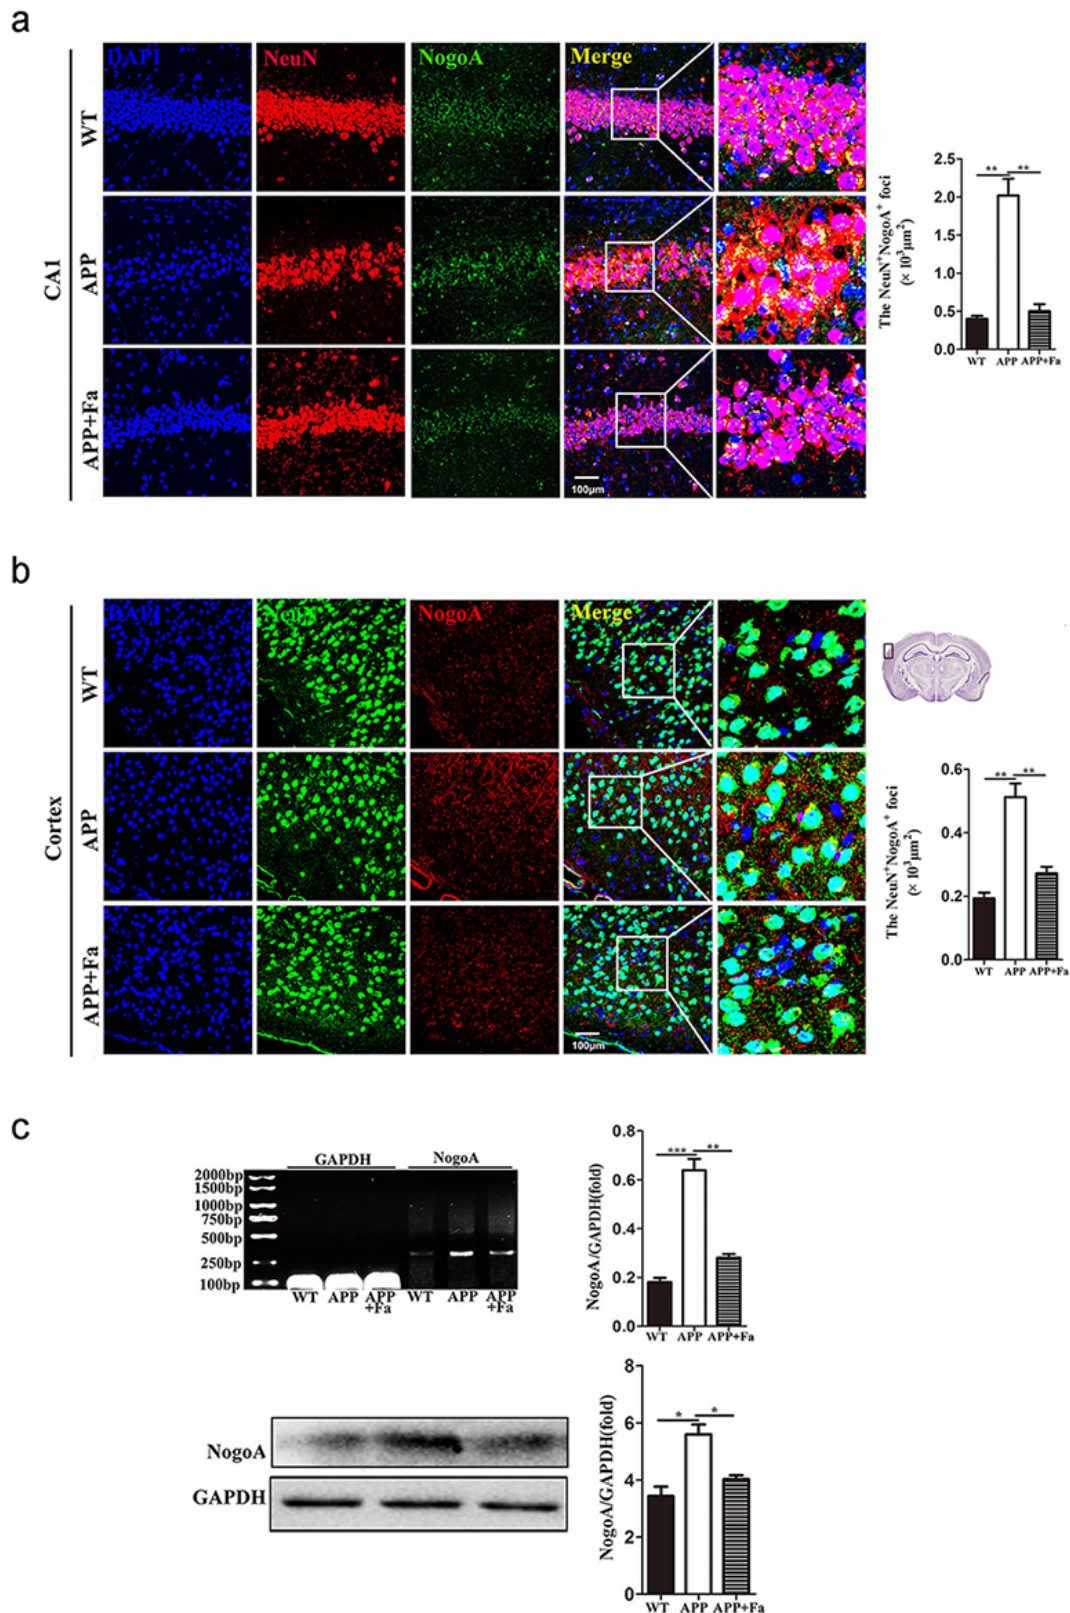 a
DAPI NeuN NogoA Merge
WT
APP
APP+Fa
CA1
100μm
The NeuN⁺NogoA⁺ foci
(× 10³μm²)
2.5
2.0
1.5
1.0
0.5
0.0
** **
WT APP APP+Fa
b
DAPI NeuN NogoA Merge
WT
APP
APP+Fa
Cortex
100μm
The NeuN⁺NogoA⁺ foci
(× 10³μm²)
0.6
0.4
0.2
0.0
** **
WT APP APP+Fa
c
GAPDH NogoA
2000bp
1500bp
1000bp
750bp
500bp
250bp
100bp
WT APP APP WT APP APP
+Fa +Fa
NogoA/GAPDH(fold)
0.8
0.6
0.4
0.2
0.0
*** **
WT APP APP+Fa
NogoA
GAPDH
NogoA/GAPDH(fold)
8
6
4
2
0
* *
WT APP APP+Fa